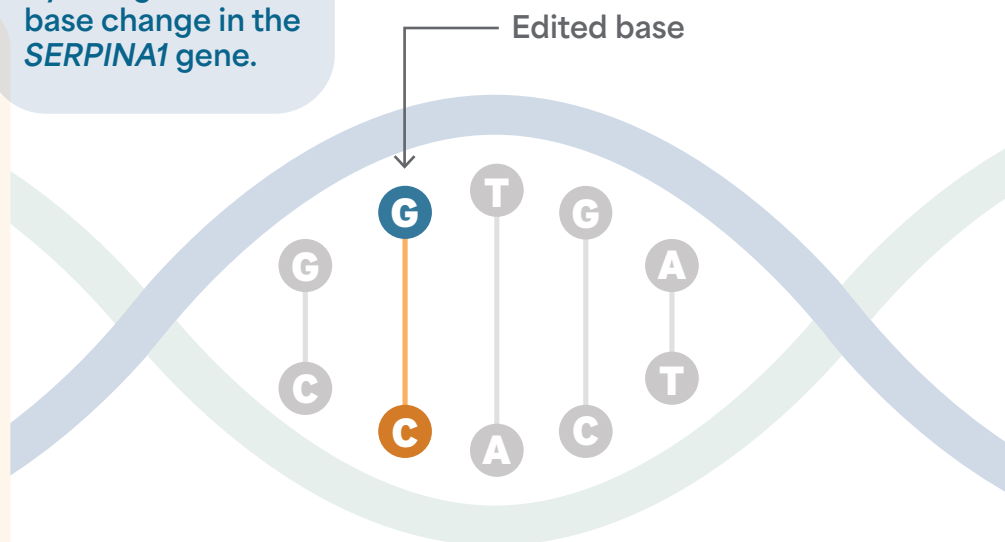 base change in the
SERPINA1 gene.
Edited base
G T G A
G
C T
C A C